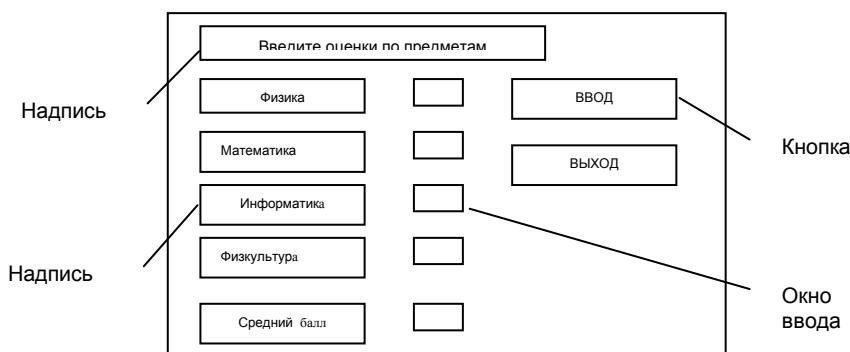 Введите оценки по предметам
Надпись
Физика
ВВОД
Кнопка
Математика
ВЫХОД
Информатика
Надпись
Физкультура
Окно
ввода
Средний балл